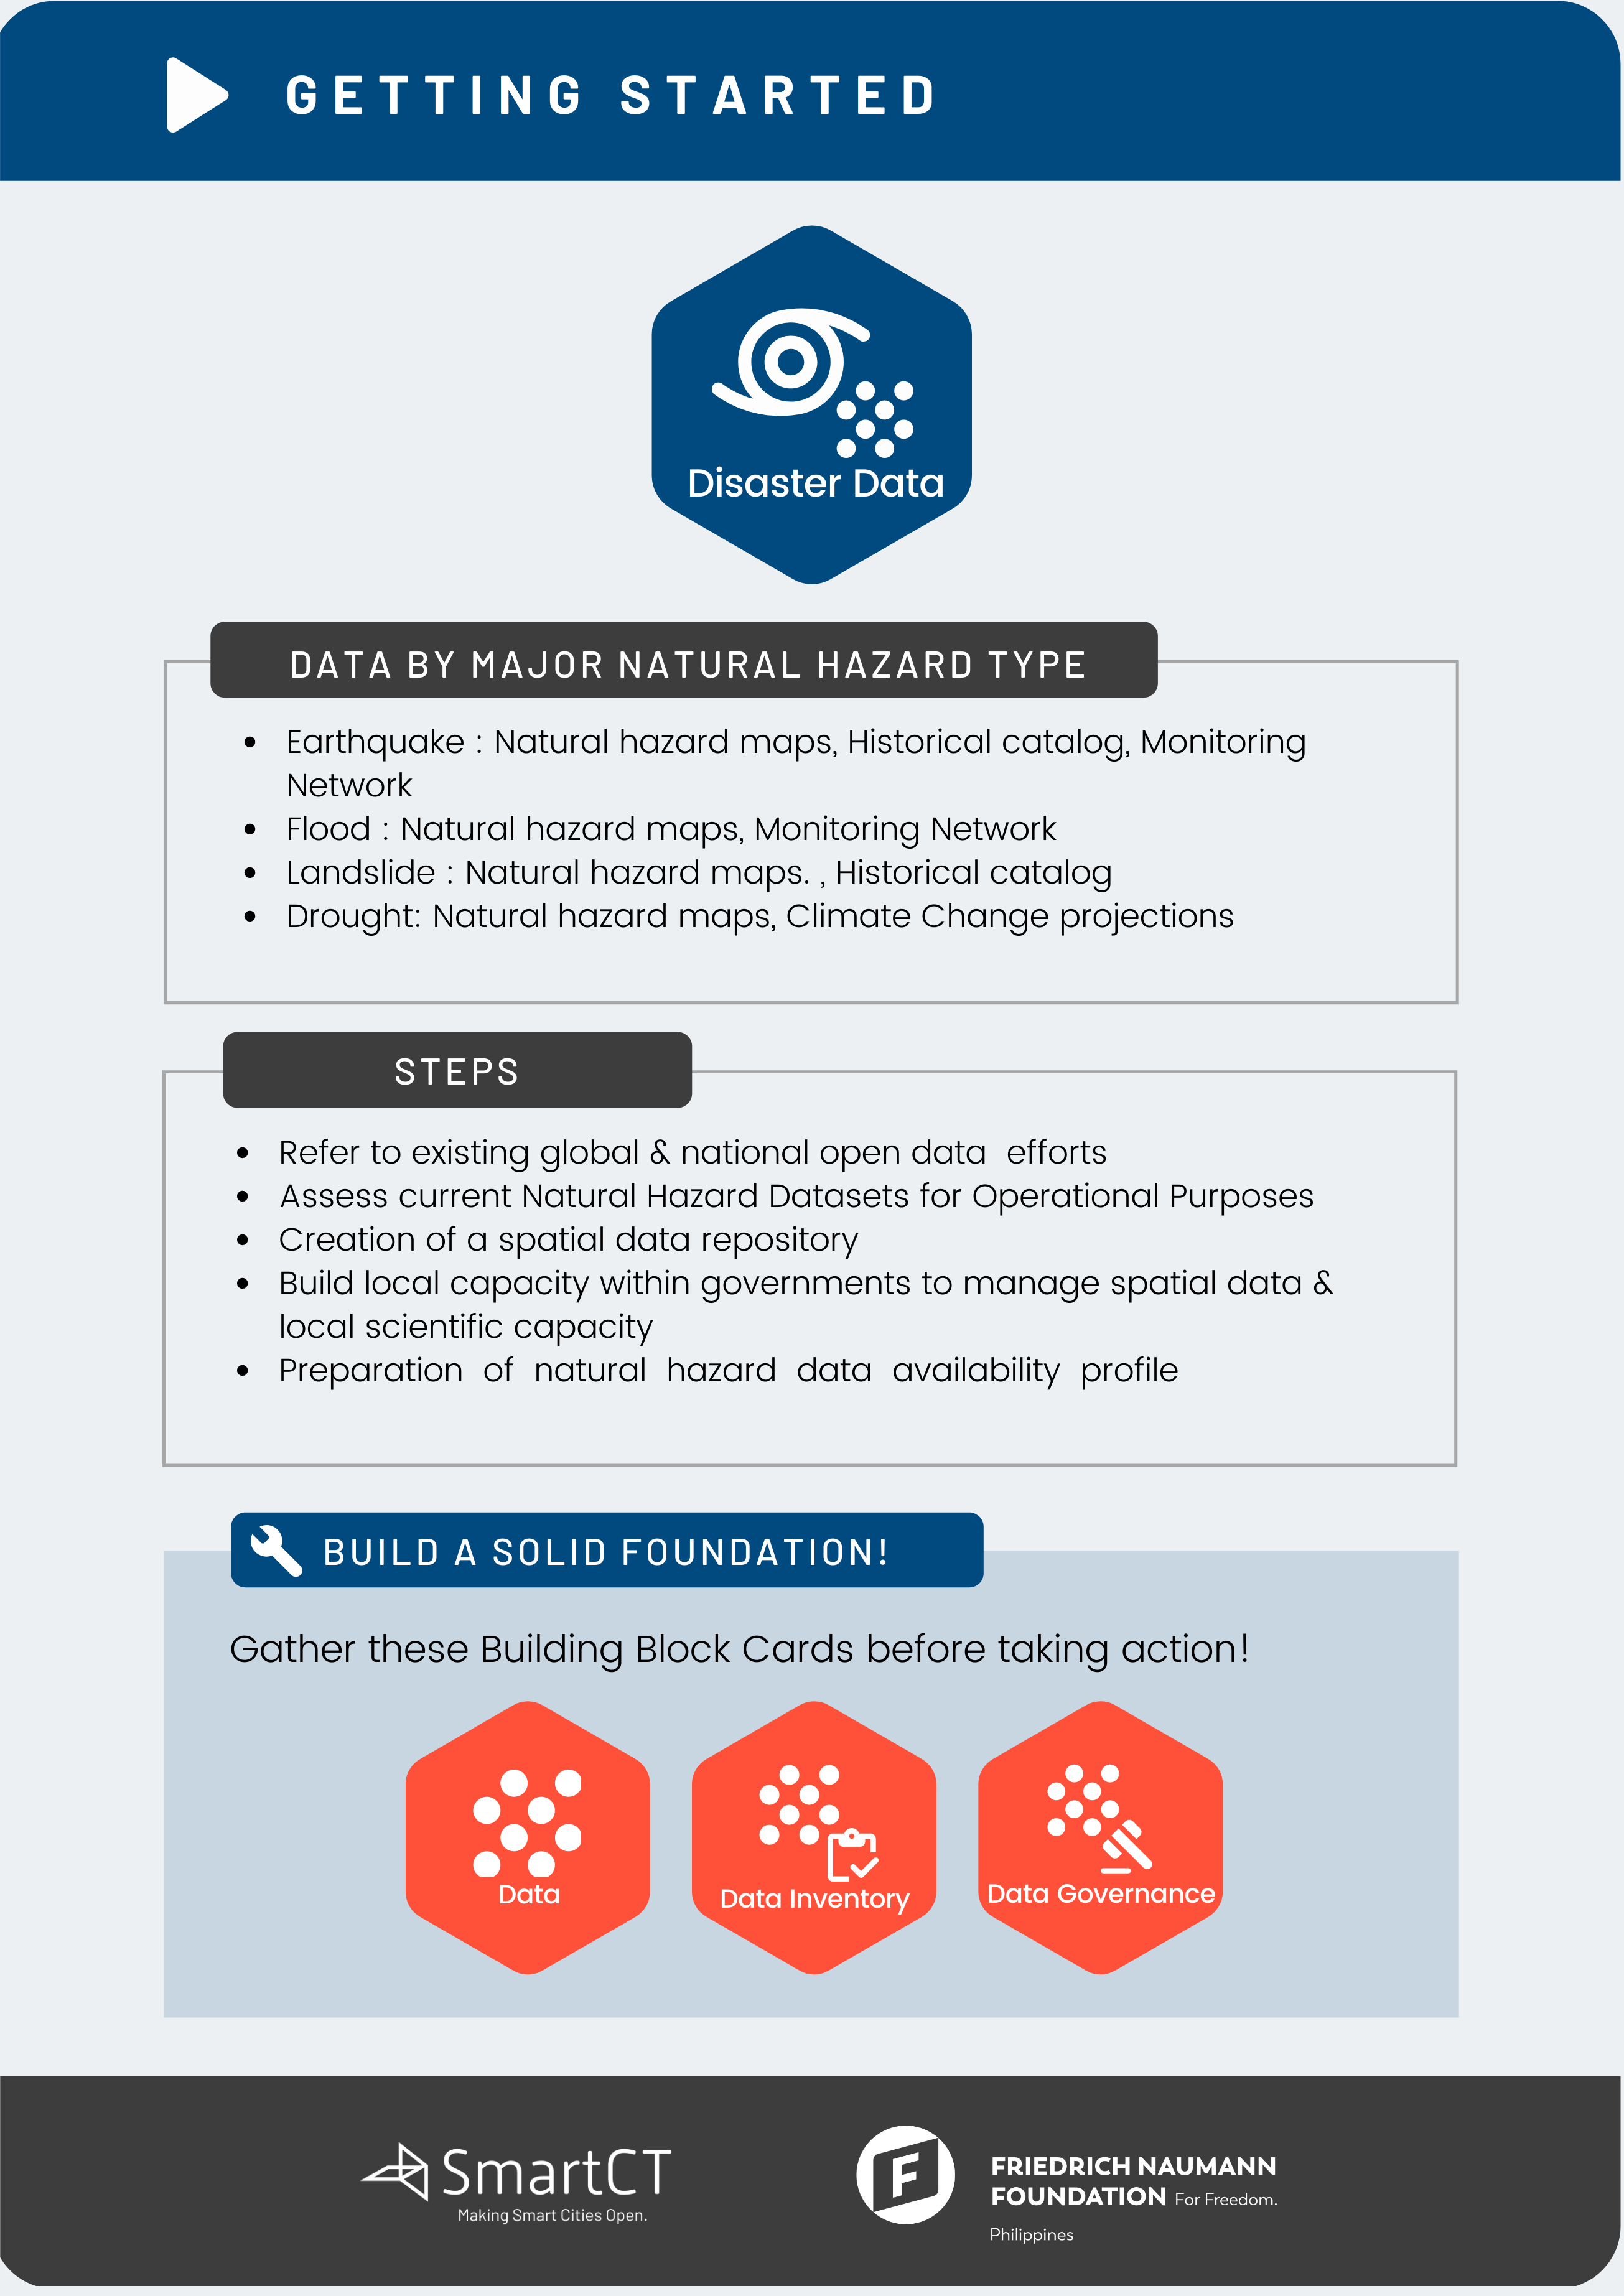 GETTING STARTED
Disaster Data
DATA BY MAJOR NATURAL HAZARD TYPE
• Earthquake : Natural hazard maps, Historical catalog, Monitoring
Network
• Flood : Natural hazard maps, Monitoring Network
• Landslide : Natural hazard maps. , Historical catalog
• Drought: Natural hazard maps, Climate Change projections
STEPS
• Refer to existing global & national open data efforts
• Assess current Natural Hazard Datasets for Operational Purposes
• Creation of a spatial data repository
• Build local capacity within governments to manage spatial data &
local scientific capacity
• Preparation of natural hazard data availability profile
BUILD A SOLID FOUNDATION!
Gather these Building Block Cards before taking action!
Data
Data Inventory
Data Governance
SmartCT
Making Smart Cities Open.
F
FRIEDRICH NAUMANN
FOUNDATION For Freedom.
Philippines